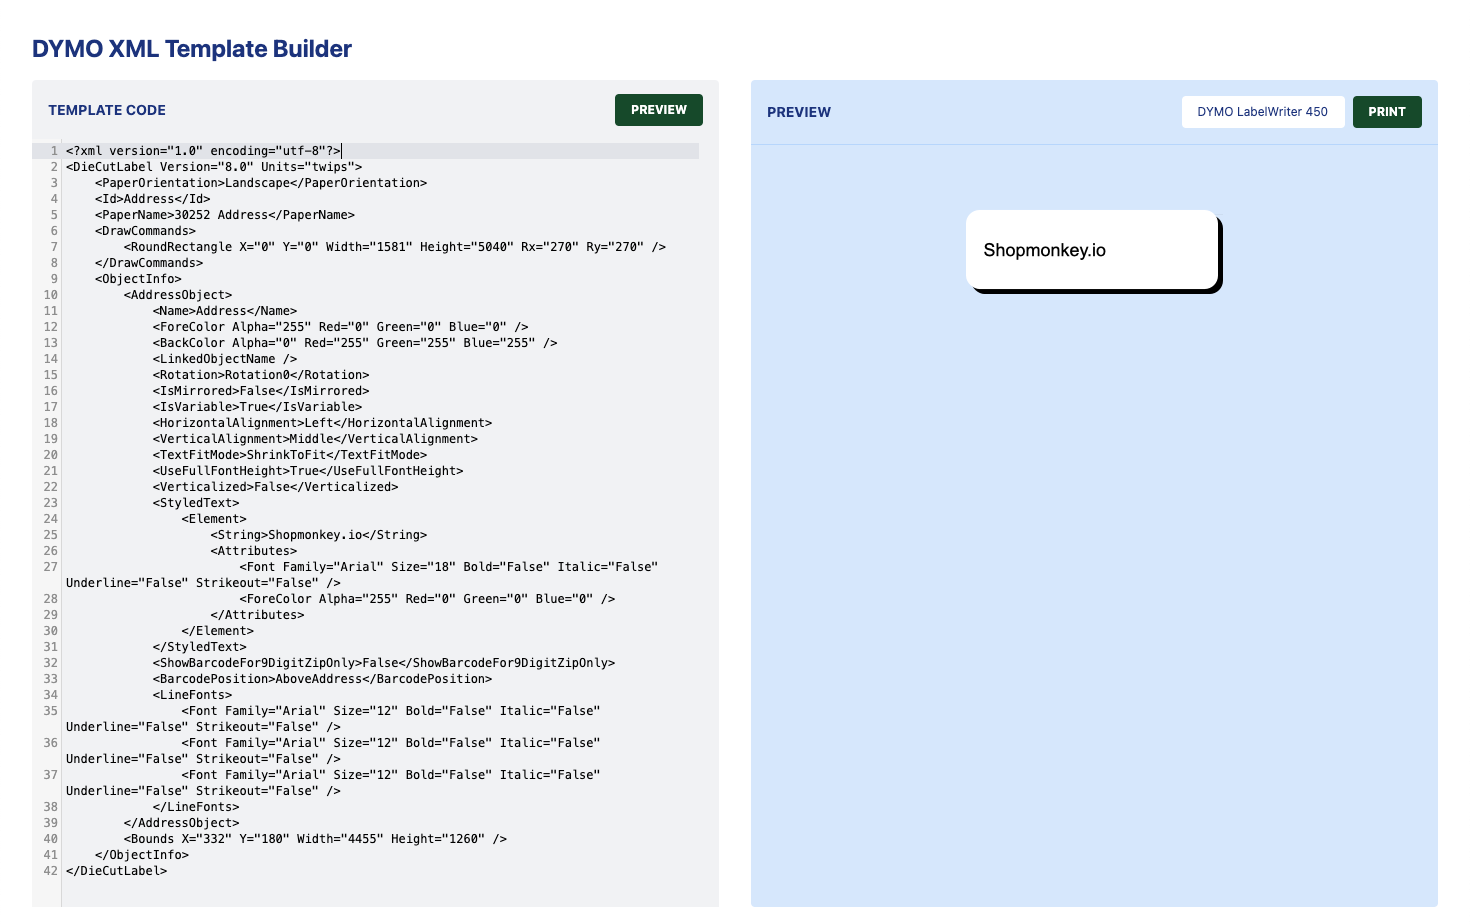 DYMO XML Template Builder
TEMPLATE CODE
PREVIEW
1 <?xml version="1.0" encoding="utf-8"?>
2 <DieCutLabel Version="8.0" Units="twips">
3 <PaperOrientation>Landscape</PaperOrientation>
4 <Id>Address</Id>
5 <PaperName>30252 Address</PaperName>
6 <DrawCommands>
7 <RoundRectangle X="0" Y="0" Width="1581" Height="5040" Rx="270" Ry="270" />
8 </DrawCommands>
9 <ObjectInfo>
10 <AddressObject>
11 <Name>Address</Name>
12 <ForeColor Alpha="255" Red="0" Green="0" Blue="0" />
13 <BackColor Alpha="0" Red="255" Green="255" Blue="255" />
14 <LinkedObjectName />
15 <Rotation>Rotation0</Rotation>
16 <IsMirrored>False</IsMirrored>
17 <IsVariable>True</IsVariable>
18 <HorizontalAlignment>Left</HorizontalAlignment>
19 <VerticalAlignment>Middle</VerticalAlignment>
20 <TextFitMode>ShrinkToFit</TextFitMode>
21 <UseFullFontHeight>True</UseFullFontHeight>
22 <Verticalized>False</Verticalized>
23 <StyledText>
24 <Element>
25 <String>Shopmonkey.io</String>
26 <Attributes>
27 <Font Family="Arial" Size="18" Bold="False" Italic="False"
Underline="False" Strikeout="False" />
28 <ForeColor Alpha="255" Red="0" Green="0" Blue="0" />
29 </Attributes>
30 </Element>
31 </StyledText>
32 <ShowBarcodeFor9DigitZipOnly>False</ShowBarcodeFor9DigitZipOnly>
33 <BarcodePosition>AboveAddress</BarcodePosition>
34 <LineFonts>
35 <Font Family="Arial" Size="12" Bold="False" Italic="False"
Underline="False" Strikeout="False" />
36 <Font Family="Arial" Size="12" Bold="False" Italic="False"
Underline="False" Strikeout="False" />
37 <Font Family="Arial" Size="12" Bold="False" Italic="False"
Underline="False" Strikeout="False" />
38 </LineFonts>
39 </AddressObject>
40 <Bounds X="332" Y="180" Width="4455" Height="1260" />
41 </ObjectInfo>
42 </DieCutLabel>
PREVIEW
DYMO LabelWriter 450
PRINT
Shopmonkey.io